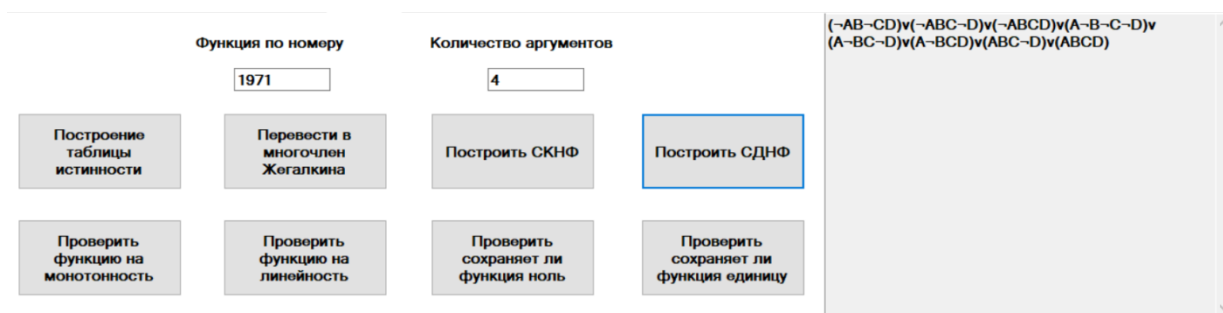 Функция по номеру
Количество аргументов
1971
4
Построение
таблицы
истинности
Перевести в
многочлен
Жегалкина
Построить СКНФ
Построить СДНФ
Проверить
функцию на
монотонность
Проверить
функцию на
линейность
Проверить
сохраняет ли
функция ноль
Проверить
сохраняет ли
функция единицу
(¬AB¬CD)v(¬ABC¬D)v(¬ABCD)v(A¬B¬C¬D)v
(A¬BC¬D)v(A¬BCD)v(ABC¬D)v(ABCD)